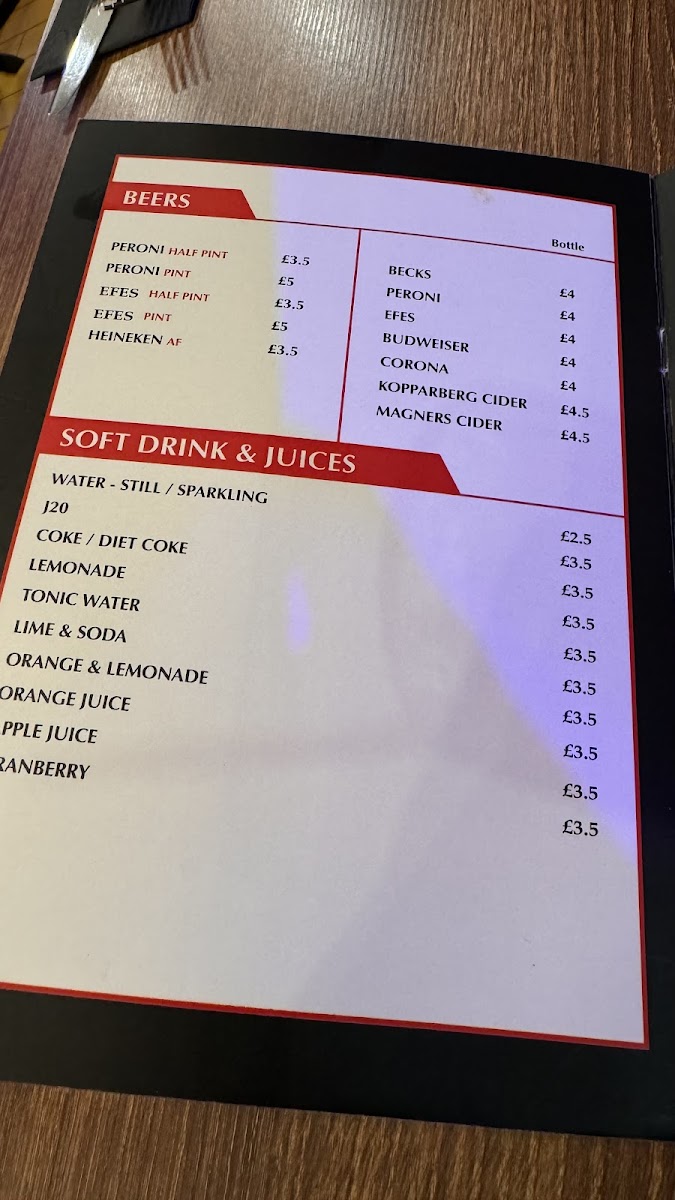 BEERS
PERONI HALF PINT £3.5
PERONI PINT £5
EFES HALF PINT £3.5
EFES PINT £5
HEINEKEN AF £3.5
Bottle
BECKS £4
PERONI £4
EFES £4
BUDWEISER £4
CORONA £4
KOPPARBERG CIDER £4.5
MAGNERS CIDER £4.5
SOFT DRINK & JUICES
WATER - STILL / SPARKLING £2.5
J20 £3.5
COKE / DIET COKE £3.5
LEMONADE £3.5
TONIC WATER £3.5
LIME & SODA £3.5
ORANGE & LEMONADE £3.5
ORANGE JUICE £3.5
PPLE JUICE £3.5
RANBERRY £3.5